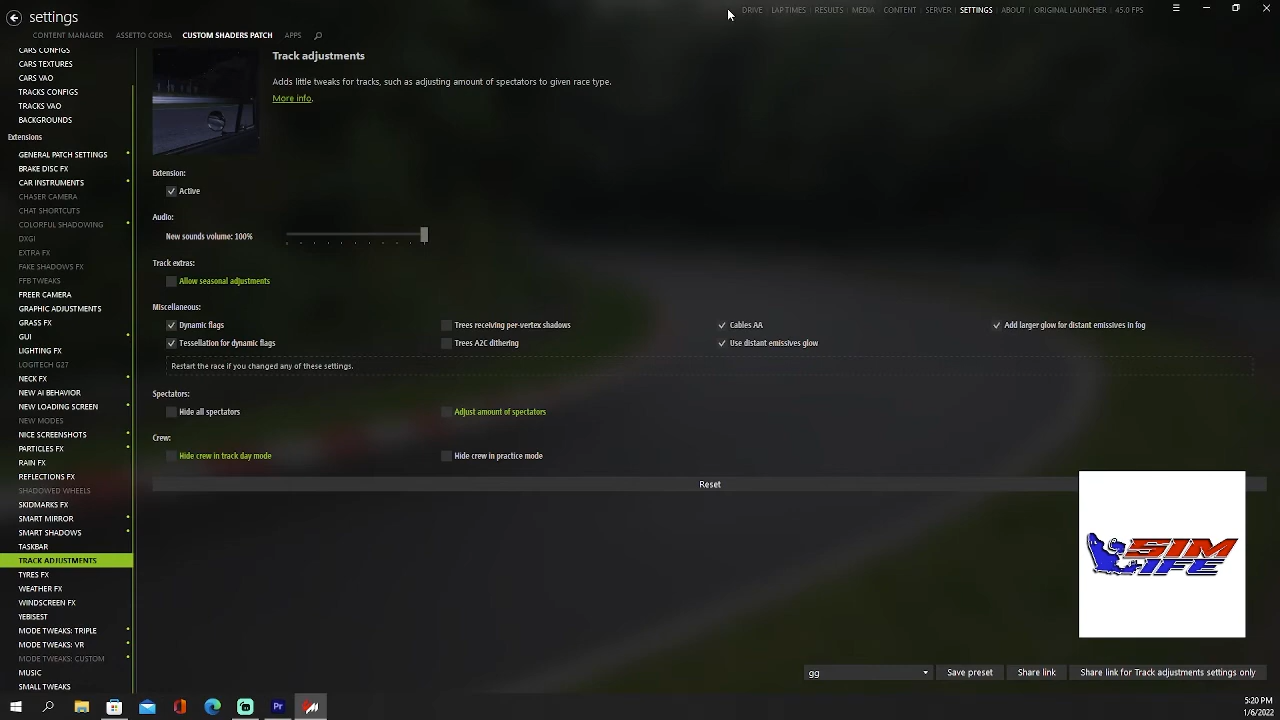 settings
DRIVE LAP TIMES RESULTS MEDIA CONTENT SERVER SETTINGS ABOUT ORIGINAL LAUNCHER 45.0 FPS
CONTENT MANAGER ASSETTO CORSA CUSTOM SHADERS PATCH APPS
CARS CONFIGS
CARS TEXTURES
CARS VAO
TRACKS CONFIGS
TRACKS VAO
BACKGROUNDS
Extensions
GENERAL PATCH SETTINGS
BRAKE DISC FX
CAR INSTRUMENTS
CHASER CAMERA
CHAT SHORTCUTS
COLORFUL SHADOWING
DXGI
EXTRA FX
FAKE SHADOWS FX
FFB TWEAKS
FREER CAMERA
GRAPHIC ADJUSTMENTS
GRASS FX
GUI
LIGHTING FX
LOGITECH G27
NECK FX
NEW AI BEHAVIOR
NEW LOADING SCREEN
NEW MODES
NICE SCREENSHOTS
PARTICLES FX
RAIN FX
REFLECTIONS FX
SHADOWED WHEELS
SKIDMARKS FX
SMART MIRROR
SMART SHADOWS
TASKBAR
TRACK ADJUSTMENTS
TYRES FX
WEATHER FX
WINDSCREEN FX
YEBISEST
MODE TWEAKS: TRIPLE
MODE TWEAKS: VR
MODE TWEAKS: CUSTOM
MUSIC
SMALL TWEAKS
Track adjustments
Adds little tweaks for tracks, such as adjusting amount of spectators to given race type.
More info.
Extension:
Active
Audio:
New sounds volume: 100%
Track extras:
Allow seasonal adjustments
Miscellaneous:
Dynamic flags Trees receiving per-vertex shadows Cables AA Add larger glow for distant emissives in fog
Tessellation for dynamic flags Trees A2C dithering Use distant emissives glow
Restart the race if you changed any of these settings.
Spectators:
Hide all spectators Adjust amount of spectators
Crew:
Hide crew in track day mode Hide crew in practice mode
Reset
SIM
LIFE
gg Save preset Share link Share link for Track adjustments settings only
Pr
5:20 PM
1/6/2022